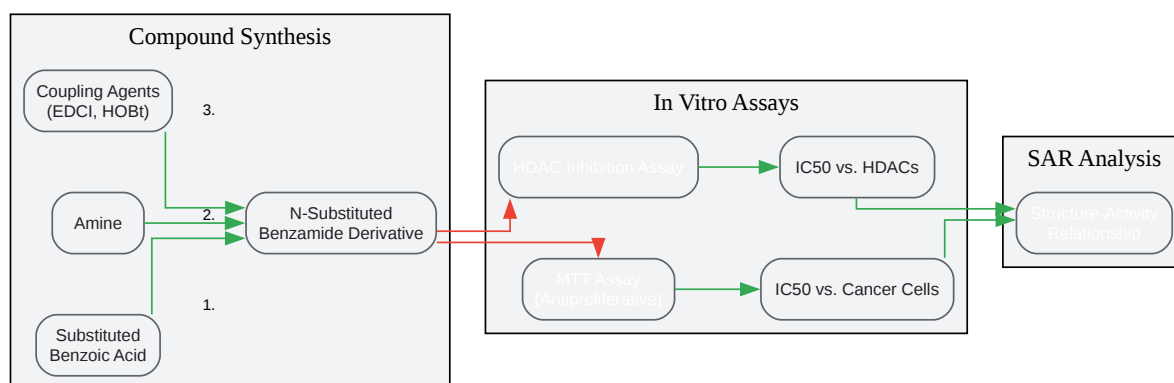 Compound Synthesis
Coupling Agents
(EDCI, HOBt)
3.
Amine
2.
N-Substituted
Benzamide Derivative
1.
Substituted
Benzoic Acid
In Vitro Assays
HDAC Inhibition Assay
IC50 vs. HDACs
MTT Assay
(Antiproliferative)
IC50 vs. Cancer Cells
SAR Analysis
Structure-Activity
Relationship